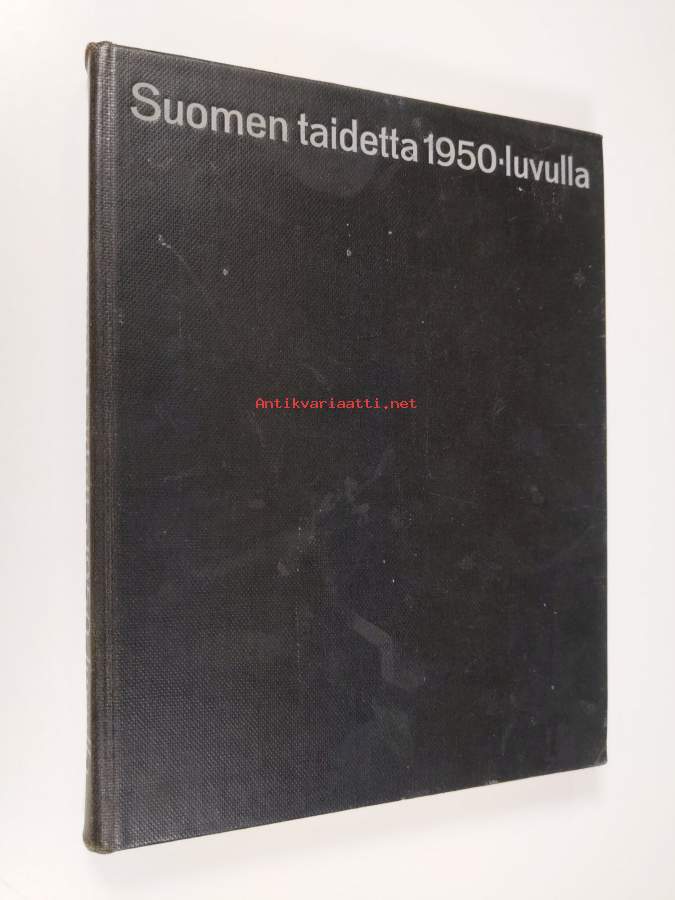 Suomen taidetta 1950-luvulla
Antikvariaatti.net